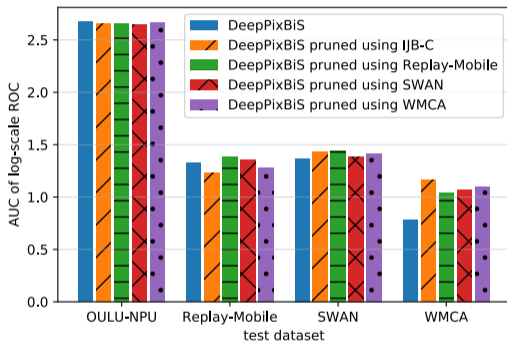 DeepPixBiS
DeepPixBiS pruned using IJB-C
DeepPixBiS pruned using Replay-Mobile
DeepPixBiS pruned using SWAN
DeepPixBiS pruned using WMCA
AUC of log-scale ROC
2.5
2.0
1.5
1.0
0.5
0.0
OULU-NPU Replay-Mobile SWAN WMCA
test dataset